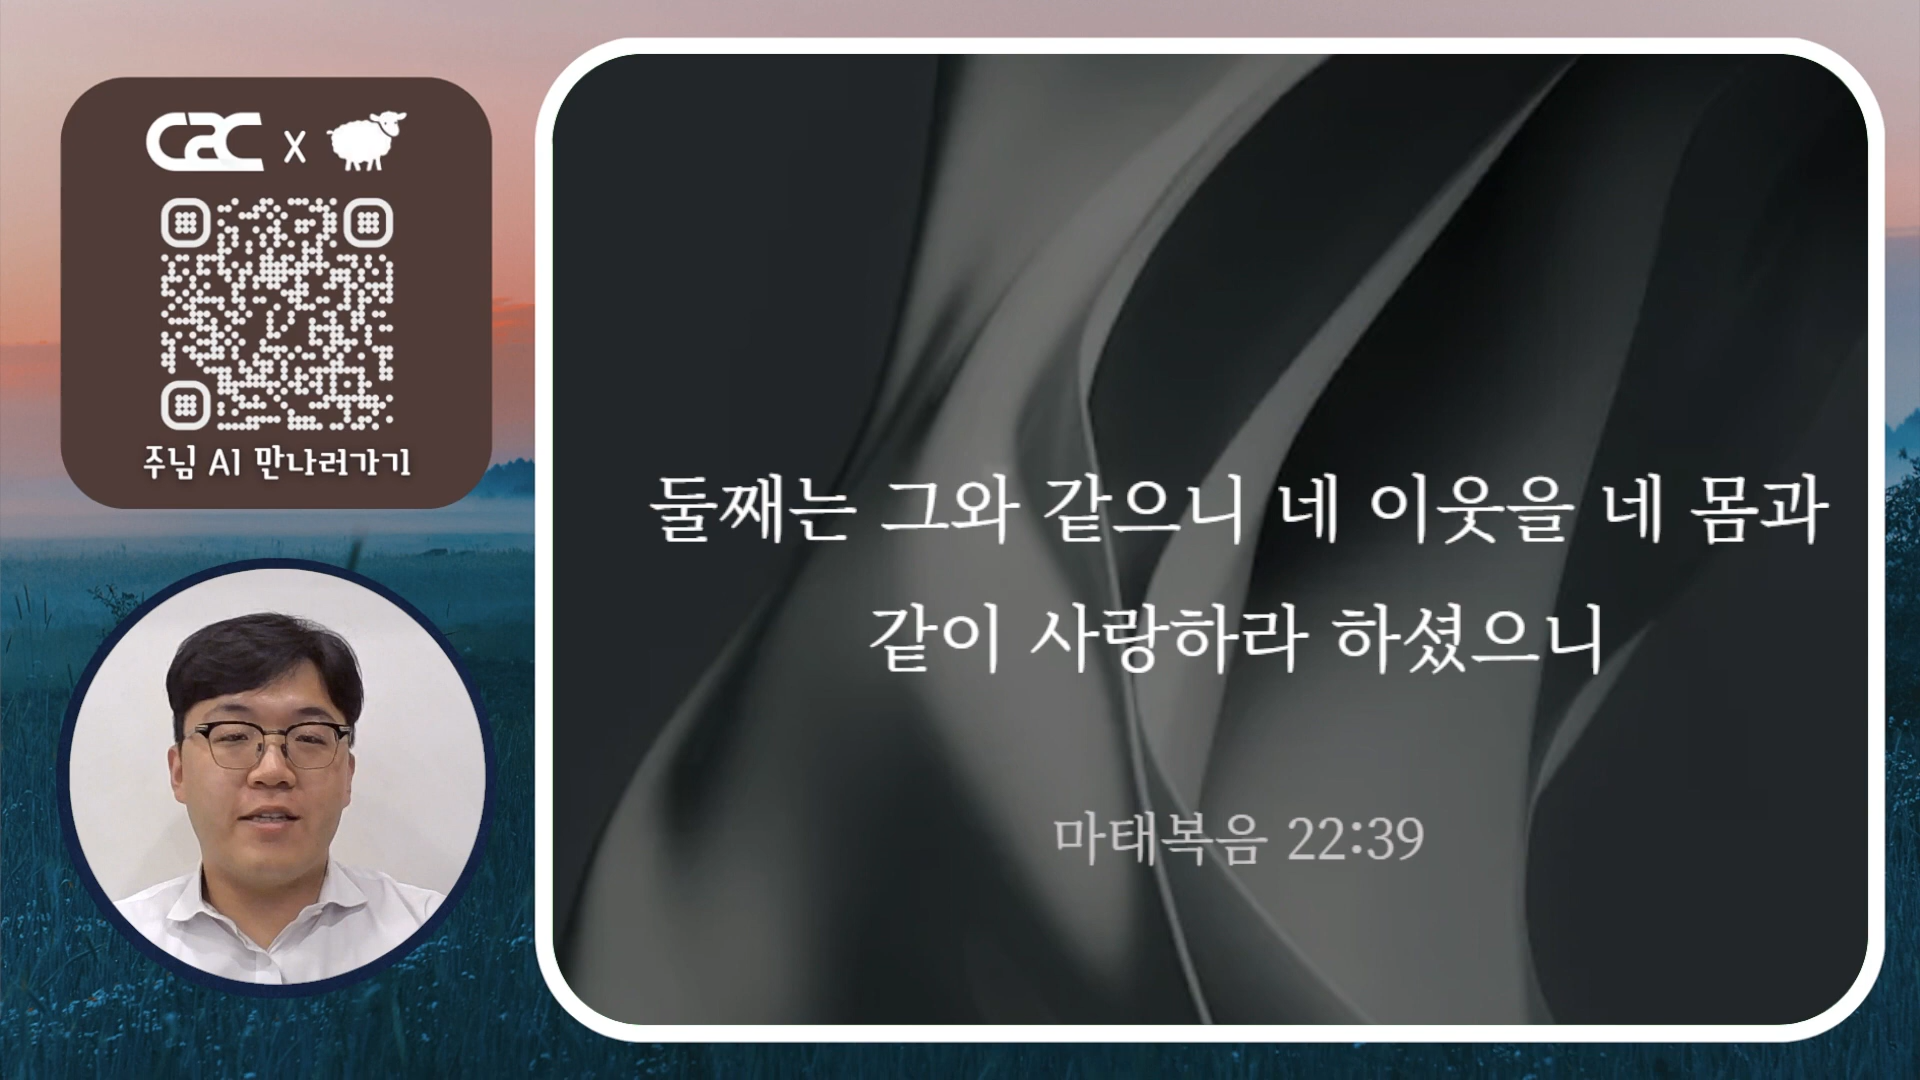 CAC X
주님 AI 만나러가기
둘째는 그와 같으니 네 이웃을 네 몸과
같이 사랑하라 하셨으니
마태복음 22:39